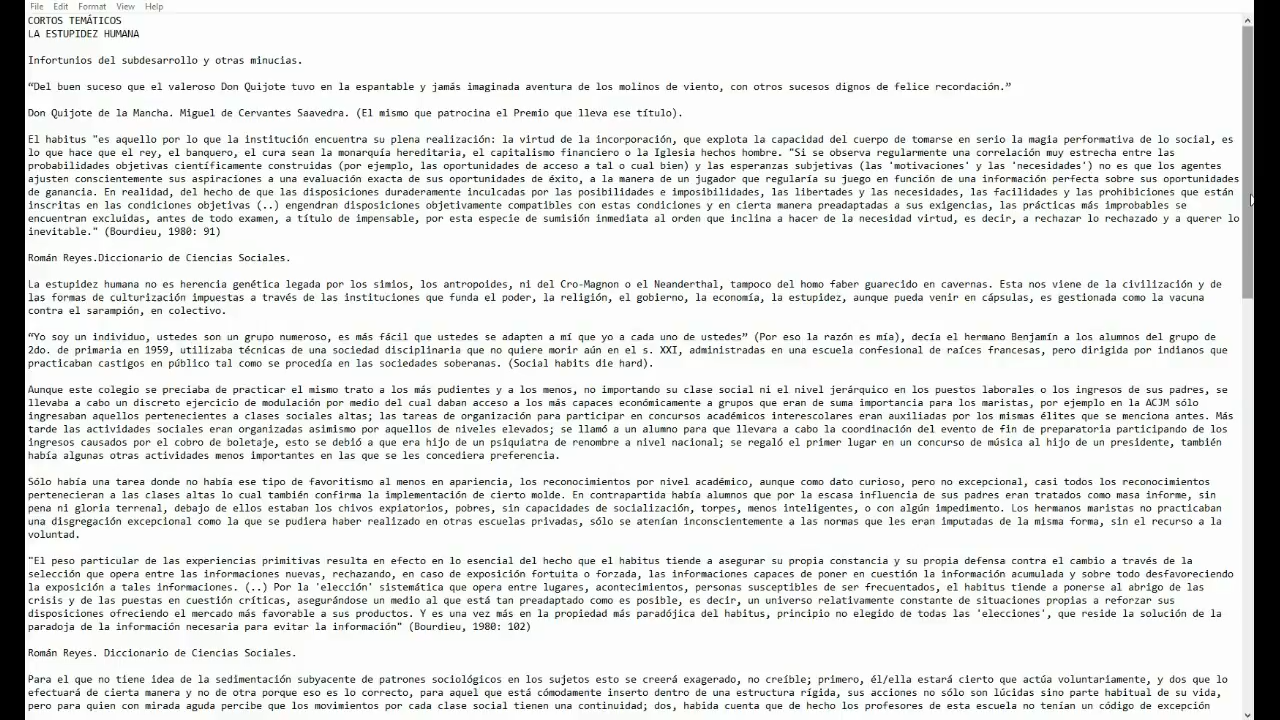 File Edit Format View Help
CORTOS TEMÁTICOS
LA ESTUPIDEZ HUMANA
Infortunios del subdesarrollo y otras minucias.
“Del buen suceso que el valeroso Don Quijote tuvo en la espantable y jamás imaginada aventura de los molinos de viento, con otros sucesos dignos de felice recordación.”
Don Quijote de la Mancha. Miguel de Cervantes Saavedra. (El mismo que patrocina el Premio que lleva ese título).
El habitus "es aquello por lo que la institución encuentra su plena realización: la virtud de la incorporación, que explota la capacidad del cuerpo de tomarse en serio la magia performativa de lo social, es
lo que hace que el rey, el banquero, el cura sean la monarquía hereditaria, el capitalismo financiero o la Iglesia hechos hombre. “Si se observa regularmente una correlación muy estrecha entre las
probabilidades objetivas científicamente construidas (por ejemplo, las oportunidades de acceso a tal o cual bien) y las esperanzas subjetivas (las 'motivaciones' y las 'necesidades') no es que los agentes
ajusten conscientemente sus aspiraciones a una evaluación exacta de sus oportunidades de éxito, a la manera de un jugador que regularía su juego en función de una información perfecta sobre sus oportunidades
de ganancia. En realidad, del hecho de que las disposiciones duraderamente inculcadas por las posibilidades e imposibilidades, las libertades y las necesidades, las facilidades y las prohibiciones que están
inscritas en las condiciones objetivas (..) engendran disposiciones objetivamente compatibles con estas condiciones y en cierta manera preadaptadas a sus exigencias, las prácticas más improbables se
encuentran excluidas, antes de todo examen, a título de impensable, por esta especie de sumisión inmediata al orden que inclina a hacer de la necesidad virtud, es decir, a rechazar lo rechazado y a querer lo
inevitable." (Bourdieu, 1980: 91)
Román Reyes.Diccionario de Ciencias Sociales.
La estupidez humana no es herencia genética legada por los simios, los antropoides, ni del Cro-Magnon o el Neanderthal, tampoco del homo faber guarecido en cavernas. Esta nos viene de la civilización y de
las formas de culturización impuestas a través de las instituciones que funda el poder, la religión, el gobierno, la economía, la estupidez, aunque pueda venir en cápsulas, es gestionada como la vacuna
contra el sarampión, en colectivo.
“Yo soy un individuo, ustedes son un grupo numeroso, es más fácil que ustedes se adapten a mí que yo a cada uno de ustedes” (Por eso la razón es mía), decía el hermano Benjamín a los alumnos del grupo de
2do. de primaria en 1959, utilizaba técnicas de una sociedad disciplinaria que no quiere morir aún en el s. XXI, administradas en una escuela confesional de raíces francesas, pero dirigida por indianos que
practicaban castigos en público tal como se procedía en las sociedades soberanas. (Social habits die hard).
Aunque este colegio se preciaba de practicar el mismo trato a los más pudientes y a los menos, no importando su clase social ni el nivel jerárquico en los puestos laborales o los ingresos de sus padres, se
llevaba a cabo un discreto ejercicio de modulación por medio del cual daban acceso a los más capaces económicamente a grupos que eran de suma importancia para los maristas, por ejemplo en la ACJM sólo
ingresaban aquellos pertenecientes a clases sociales altas; las tareas de organización para participar en concursos académicos interescolares eran auxiliadas por los mismas élites que se menciona antes. Más
tarde las actividades sociales eran organizadas asimismo por aquellos de niveles elevados; se llamó a un alumno para que llevara a cabo la coordinación del evento de fin de preparatoria participando de los
ingresos causados por el cobro de boletaje, esto se debió a que era hijo de un psiquiatra de renombre a nivel nacional; se regaló el primer lugar en un concurso de música al hijo de un presidente, también
había algunas otras actividades menos importantes en las que se les concediera preferencia.
Sólo había una tarea donde no había ese tipo de favoritismo al menos en apariencia, los reconocimientos por nivel académico, aunque como dato curioso, pero no excepcional, casi todos los reconocimientos
pertenecieran a las clases altas lo cual también confirma la implementación de cierto molde. En contrapartida había alumnos que por la escasa influencia de sus padres eran tratados como masa informe, sin
pena ni gloria terrenal, debajo de ellos estaban los chivos expiatorios, pobres, sin capacidades de socialización, torpes, menos inteligentes, o con algún impedimento. Los hermanos maristas no practicaban
una disgregación excepcional como la que se pudiera haber realizado en otras escuelas privadas, sólo se atenían inconscientemente a las normas que les eran imputadas de la misma forma, sin el recurso a la
voluntad.
"El peso particular de las experiencias primitivas resulta en efecto en lo esencial del hecho que el habitus tiende a asegurar su propia constancia y su propia defensa contra el cambio a través de la
selección que opera entre las informaciones nuevas, rechazando, en caso de exposición fortuita o forzada, las informaciones capaces de poner en cuestión la información acumulada y sobre todo desfavoreciendo
la exposición a tales informaciones. (..) Por la 'elección' sistemática que opera entre lugares, acontecimientos, personas susceptibles de ser frecuentados, el habitus tiende a ponerse al abrigo de las
crisis y de las puestas en cuestión críticas, asegurándose un medio al que está tan preadaptado como es posible, es decir, un universo relativamente constante de situaciones propias a reforzar sus
disposiciones ofreciendo el mercado más favorable a sus productos. Y es una vez más en la propiedad más paradójica del habitus, principio no elegido de todas las 'elecciones', que reside la solución de la
paradoja de la información necesaria para evitar la información" (Bourdieu, 1980: 102)
Román Reyes. Diccionario de Ciencias Sociales.
Para el que no tiene idea de la sedimentación subyacente de patrones sociológicos en los sujetos esto se creerá exagerado, no creíble; primero, él/ella estará cierto que actúa voluntariamente, y dos que lo
efectuará de cierta manera y no de otra porque eso es lo correcto, para aquel que está cómodamente inserto dentro de una estructura rígida, sus acciones no sólo son lúcidas sino parte habitual de su vida,
pero para quien con mirada aguda percibe que los movimientos por cada clase social tienen una continuidad; dos, habida cuenta que de hecho los profesores de esta escuela no tenían un código de excepción